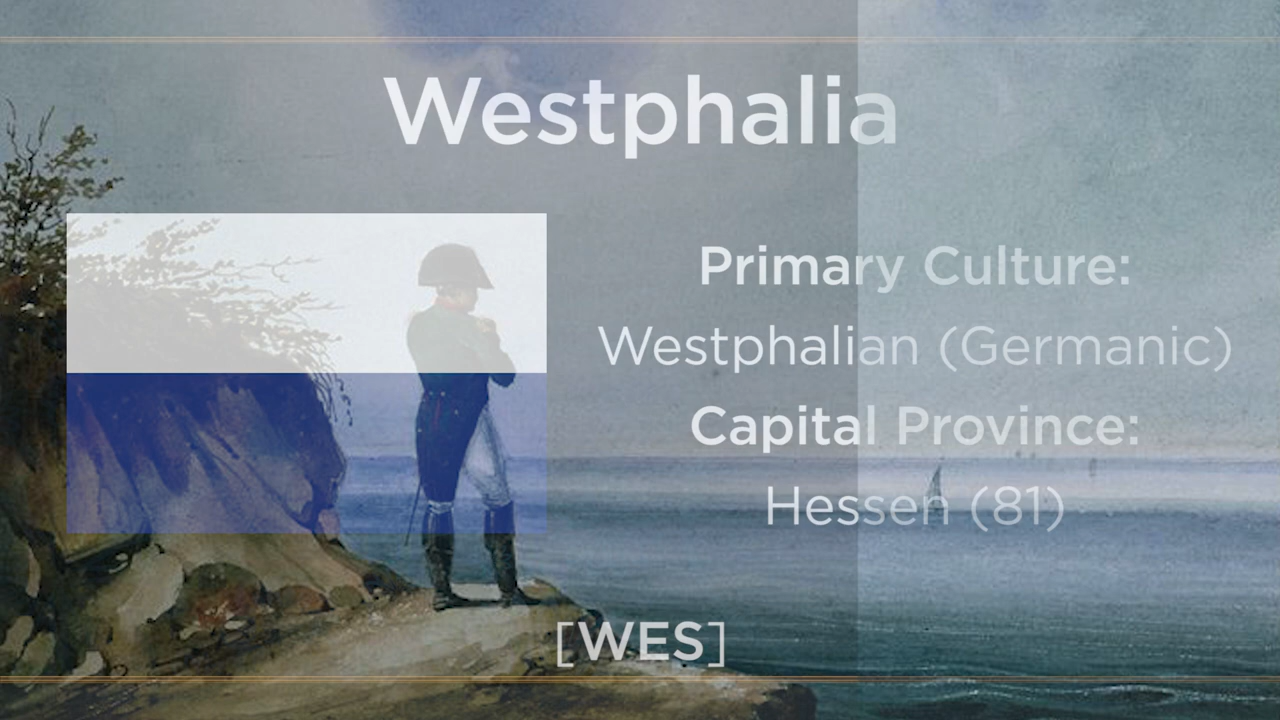 Westphalia
Primary Culture:
Westphalian (Germanic)
Capital Province:
Hessen (81)
[WES]